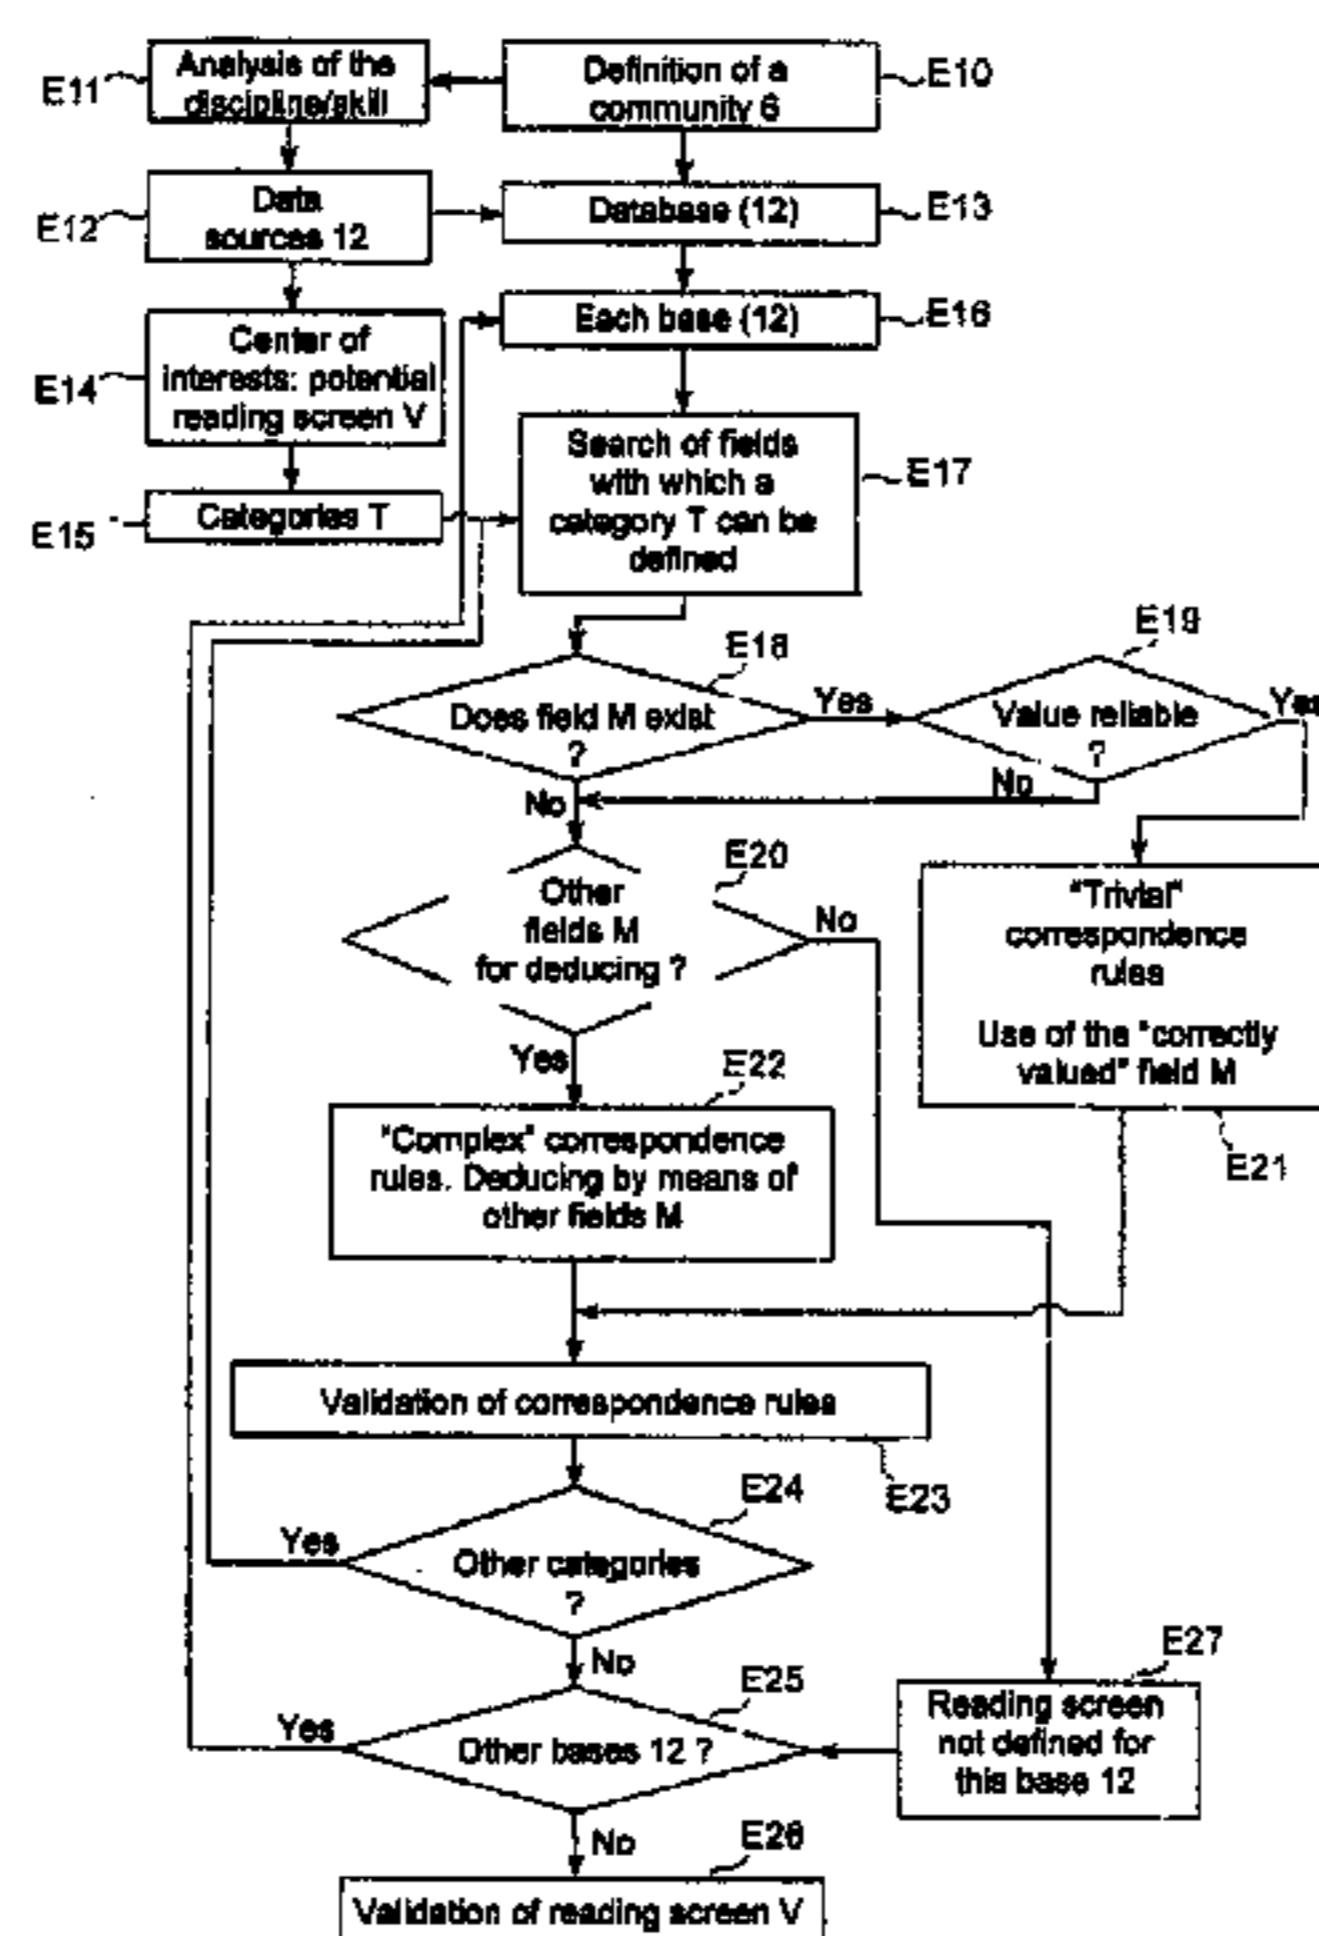 E11
Analysis of the
discipline/skill
Definition of a
community 6
E10
E12
Data
sources 12
Database (12)
E13
Each base (12)
E16
E14
Center of
interests: potential
reading screen V
Search of fields
with which a
category T can be
defined
E17
E15
Categories T
E18
E19
Does field M exist
?
Yes
Value reliable
?
Yes
No
No
E20
Other
fields M
for deducing ?
No
"Trivial"
correspondence
rules
Use of the "correctly
valued" field M
E21
Yes
E22
"Complex" correspondence
rules. Deducing by means of
other fields M
Validation of correspondence rules
E23
E24
Yes
Other categories
?
No
E25
E27
Yes
Other bases 12 ?
Reading screen
not defined for
this base 12
No
E26
Validation of reading screen V